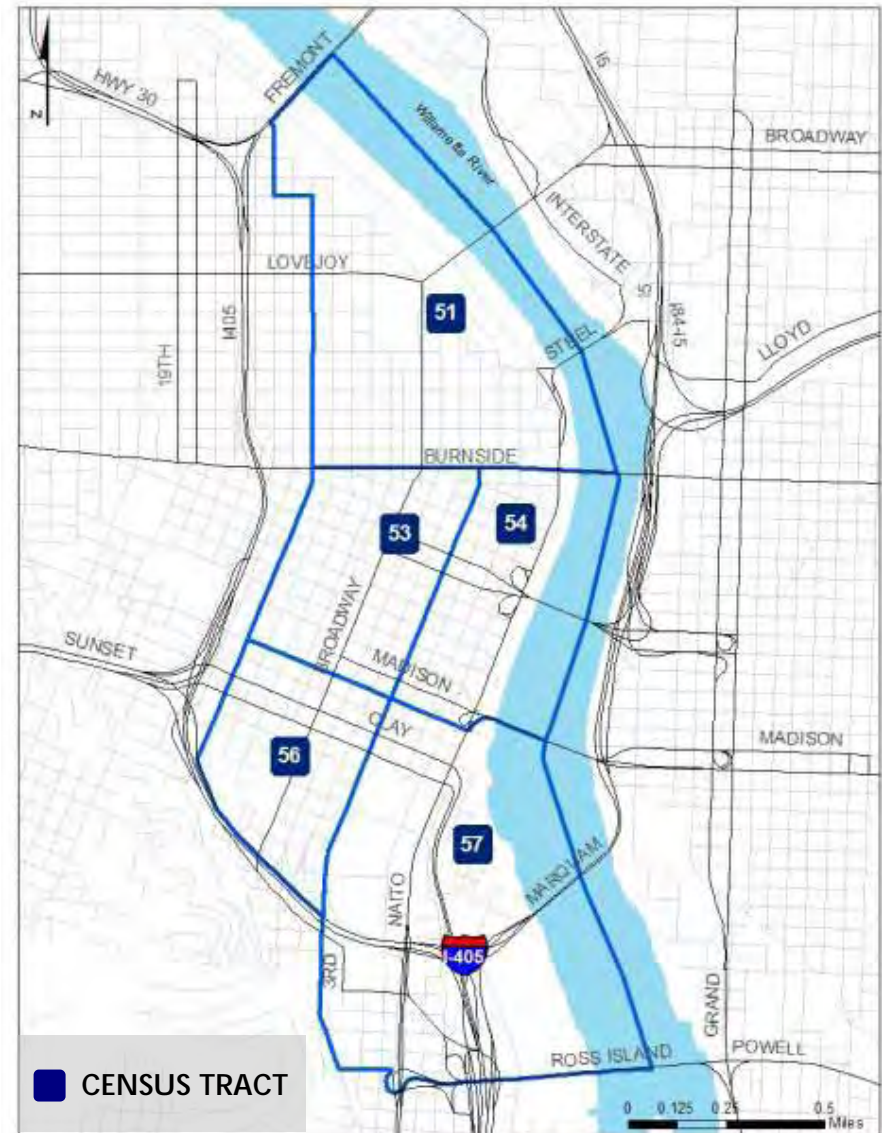 FREMONT
I5
HWY 30
N
Willamette River
BROADWAY
INTERSTATE
LOVEJOY
I405
19TH
51
I5
I84-I5
STEEL
LLOYD
BURNSIDE
53
54
BROADWAY
SUNSET
MADISON
CLAY
MADISON
56
57
MARQUAM
NAITO
I-405
3RD
GRAND
ROSS ISLAND
POWELL
CENSUS TRACT
0 0.125 0.25 0.5
Miles